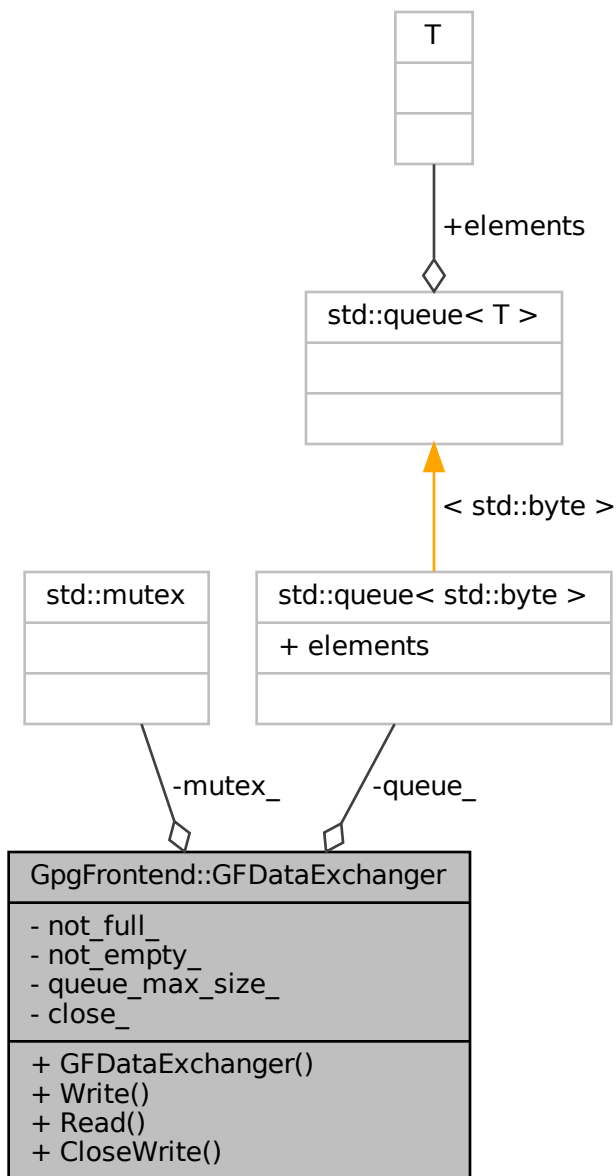 T
+elements
std::queue< T >
< std::byte >
std::mutex
std::queue< std::byte >
+ elements
-mutex_
-queue_
GpgFrontend::GFDataExchanger
- not_full_
- not_empty_
- queue_max_size_
- close_
+ GFDataExchanger()
+ Write()
+ Read()
+ CloseWrite()